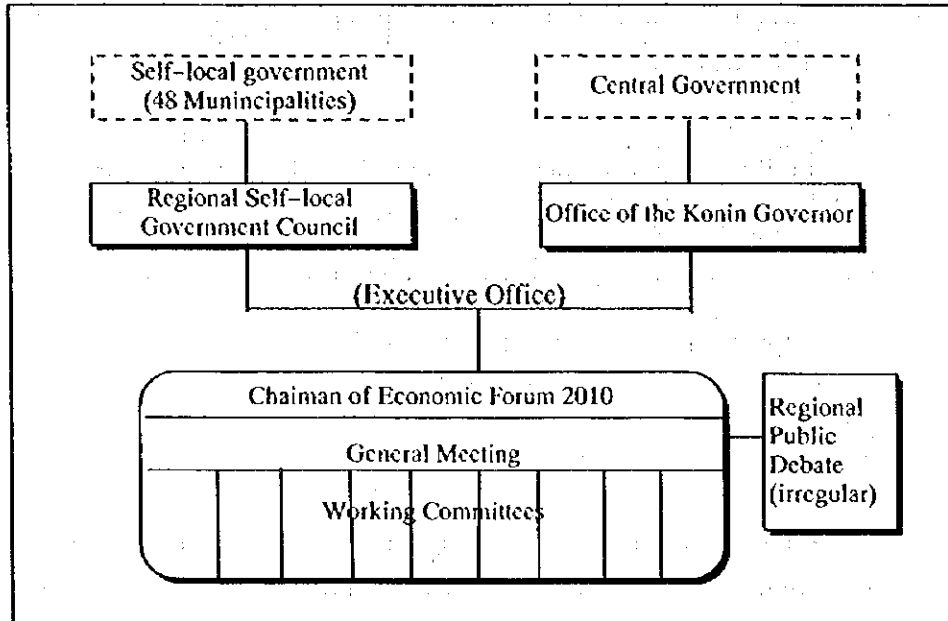 Self-local government
(48 Munincipalities)
Central Government
Regional Self-local
Government Council
Office of the Konin Governor
(Executive Office)
Chaiman of Economic Forum 2010
General Meeting
Working Committees
Regional
Public
Debate
(irregular)